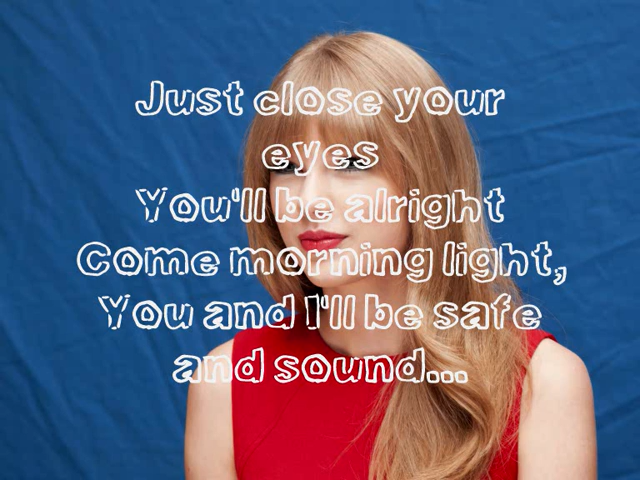 Just close your
eyes
You'll be alright
Come morning light,
You and I'll be safe
and sound...